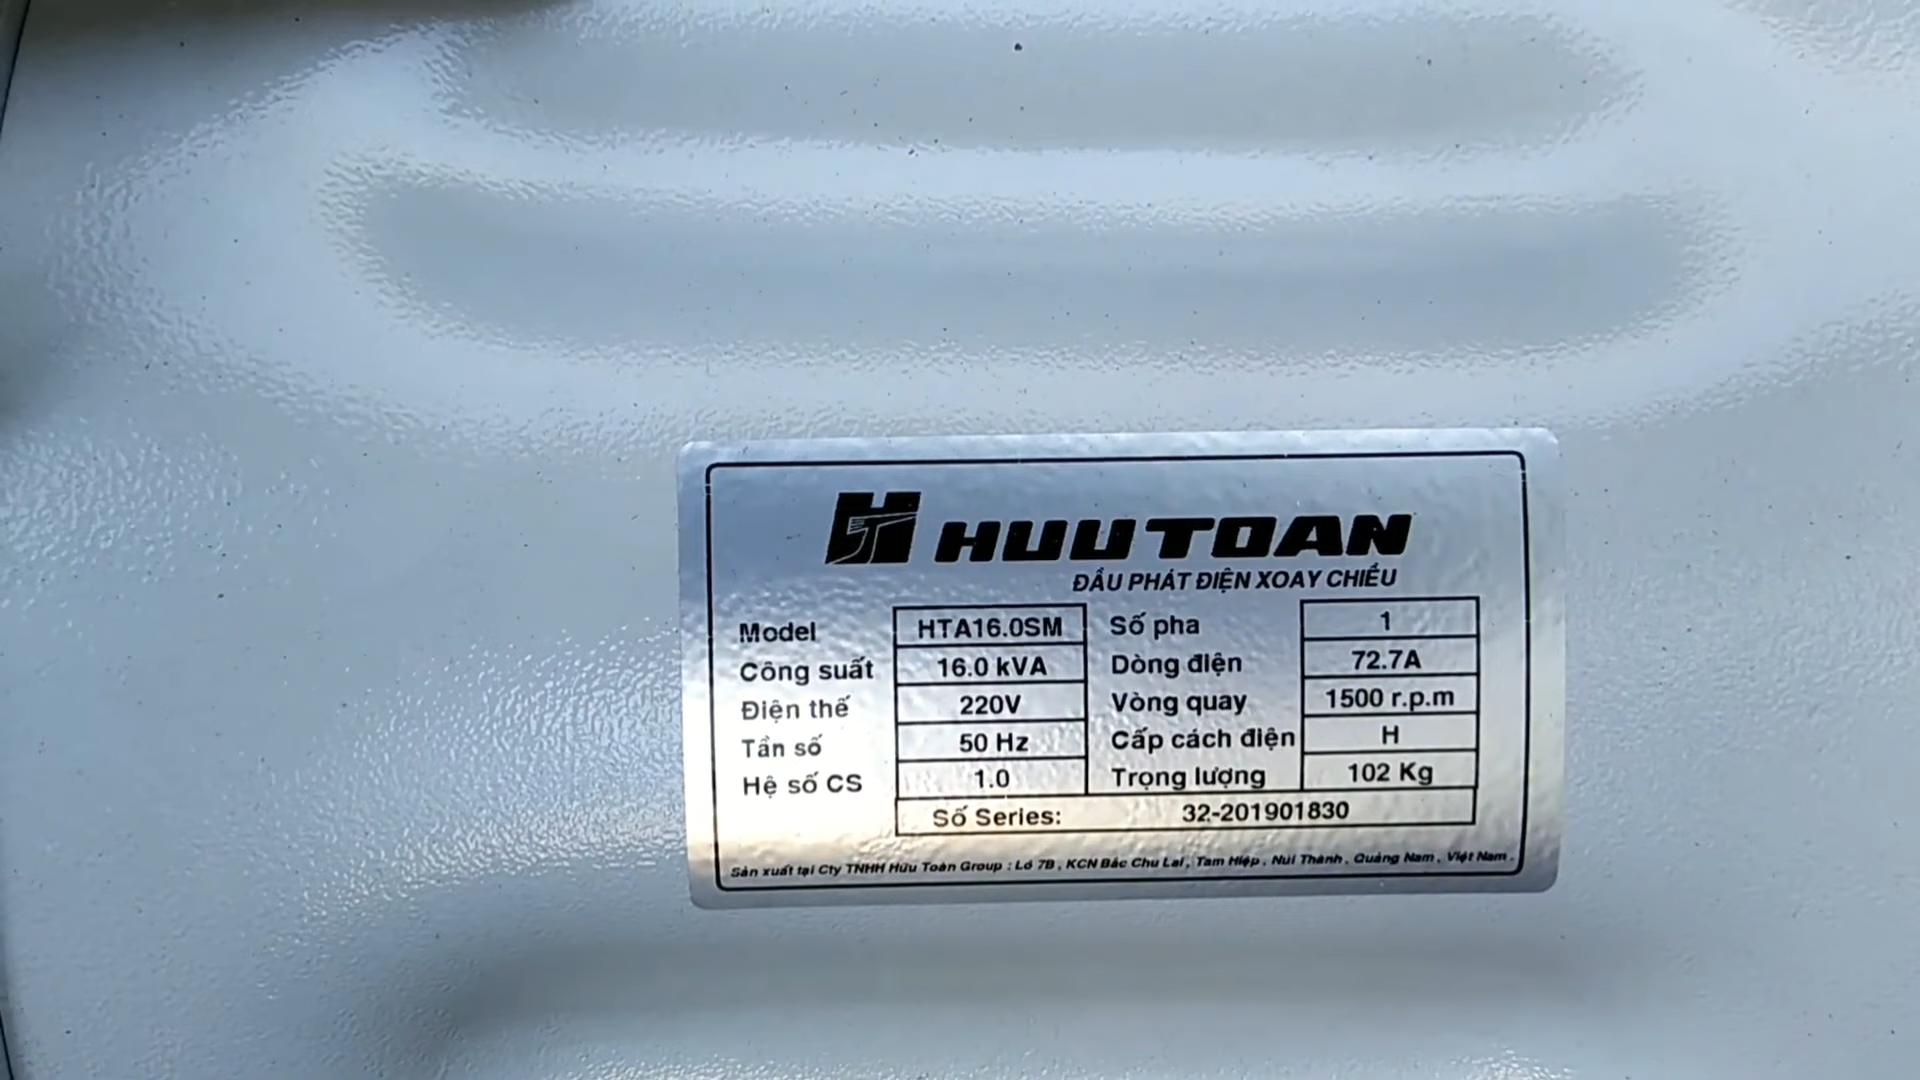 HUUTOAN
ĐẦU PHÁT ĐIỆN XOAY CHIỀU
Model HTA16.0SM Số pha 1
Công suất 16.0 kVA Dòng điện 72.7A
Điện thế 220V Vòng quay 1500 r.p.m
Tần số 50 Hz Cấp cách điện H
Hệ số CS 1.0 Trọng lượng 102 Kg
Số Series: 32-201901830
Sản xuất tại Cty TNHH Hữu Toàn Group : Lô 7B , KCN Bắc Chu Lai , Tam Hiệp , Núi Thành , Quảng Nam , Việt Nam .